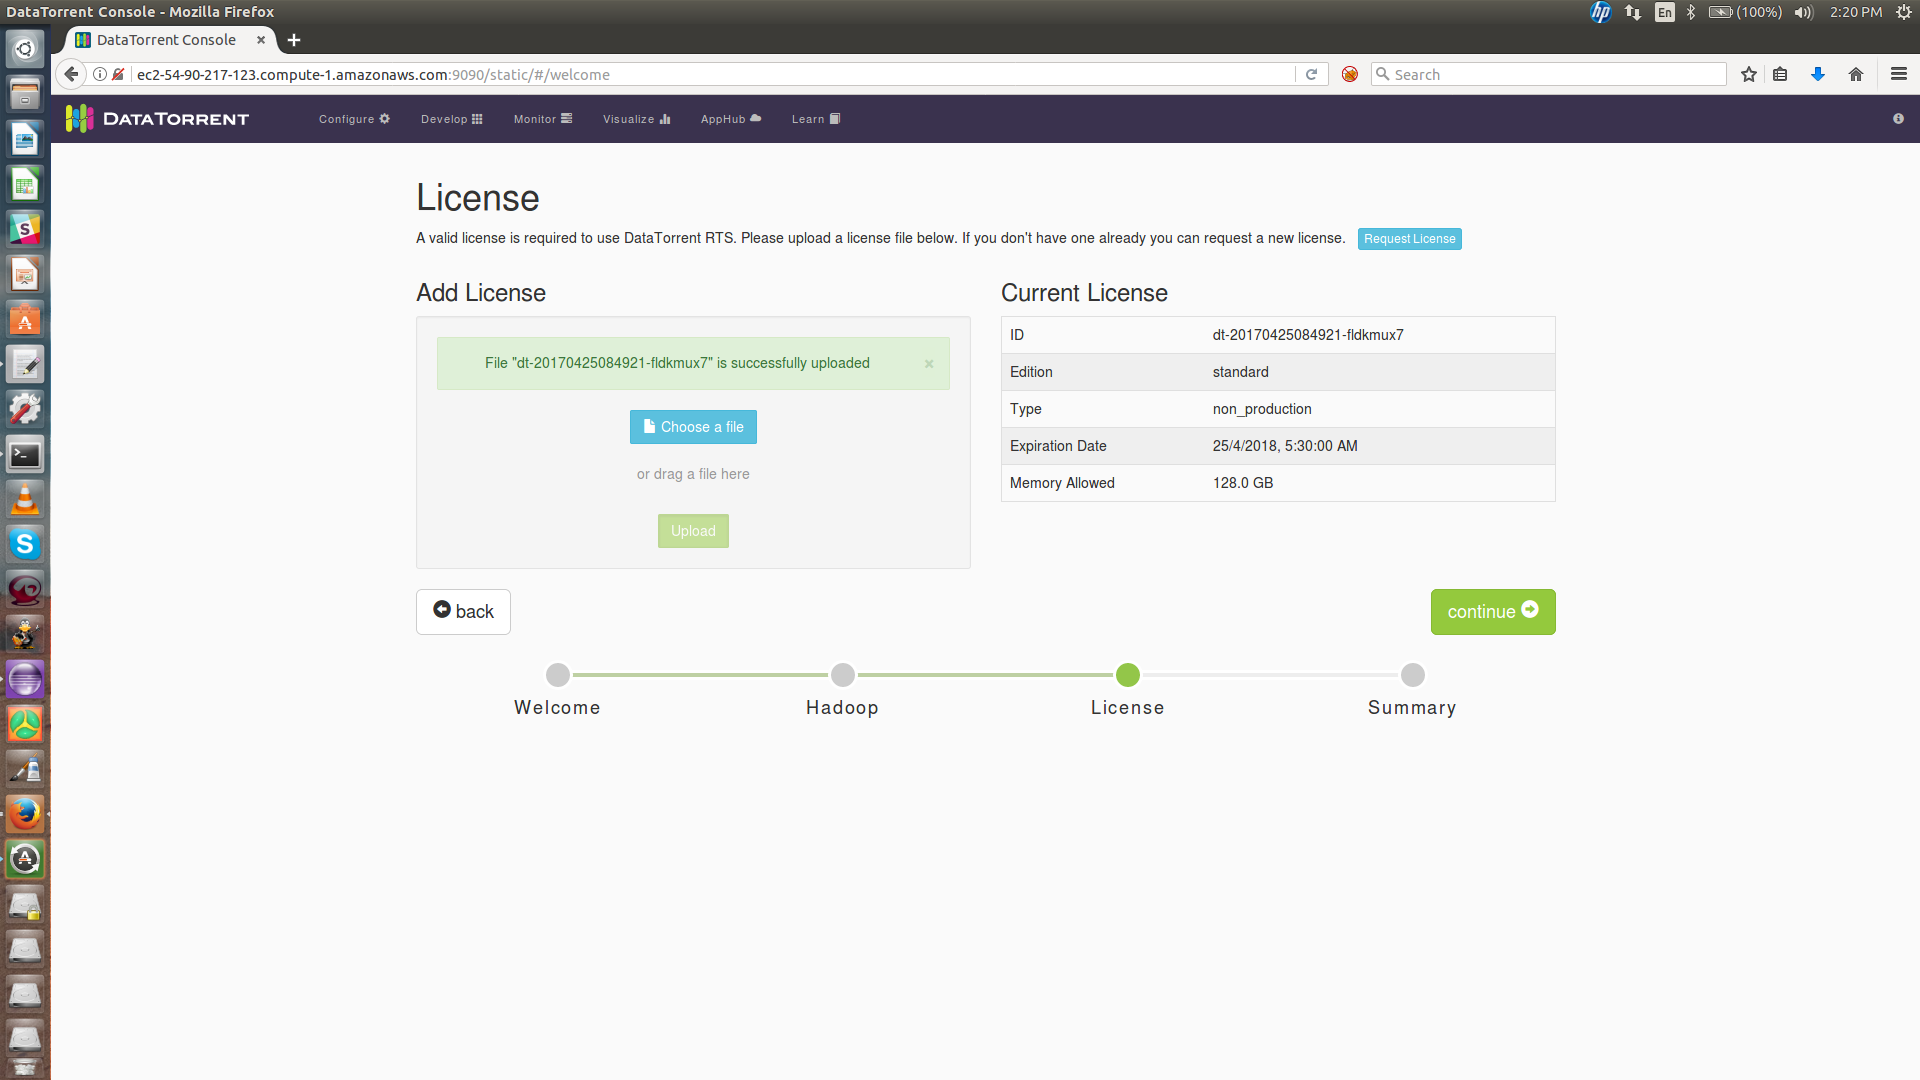 DataTorrent Console - Mozilla Firefox
hp En (100%) 2:20 PM
DataTorrent Console
ec2-54-90-217-123.compute-1.amazonaws.com:9090/static/#/welcome
Search
DATATORRENT Configure Develop Monitor Visualize AppHub Learn
License
A valid license is required to use DataTorrent RTS. Please upload a license file below. If you don't have one already you can request a new license. Request License
Add License
File "dt-20170425084921-fldkmux7" is successfully uploaded ×
Choose a file
or drag a file here
Upload
Current License
ID dt-20170425084921-fldkmux7
Edition standard
Type non_production
Expiration Date 25/4/2018, 5:30:00 AM
Memory Allowed 128.0 GB
back
continue
Welcome Hadoop License Summary